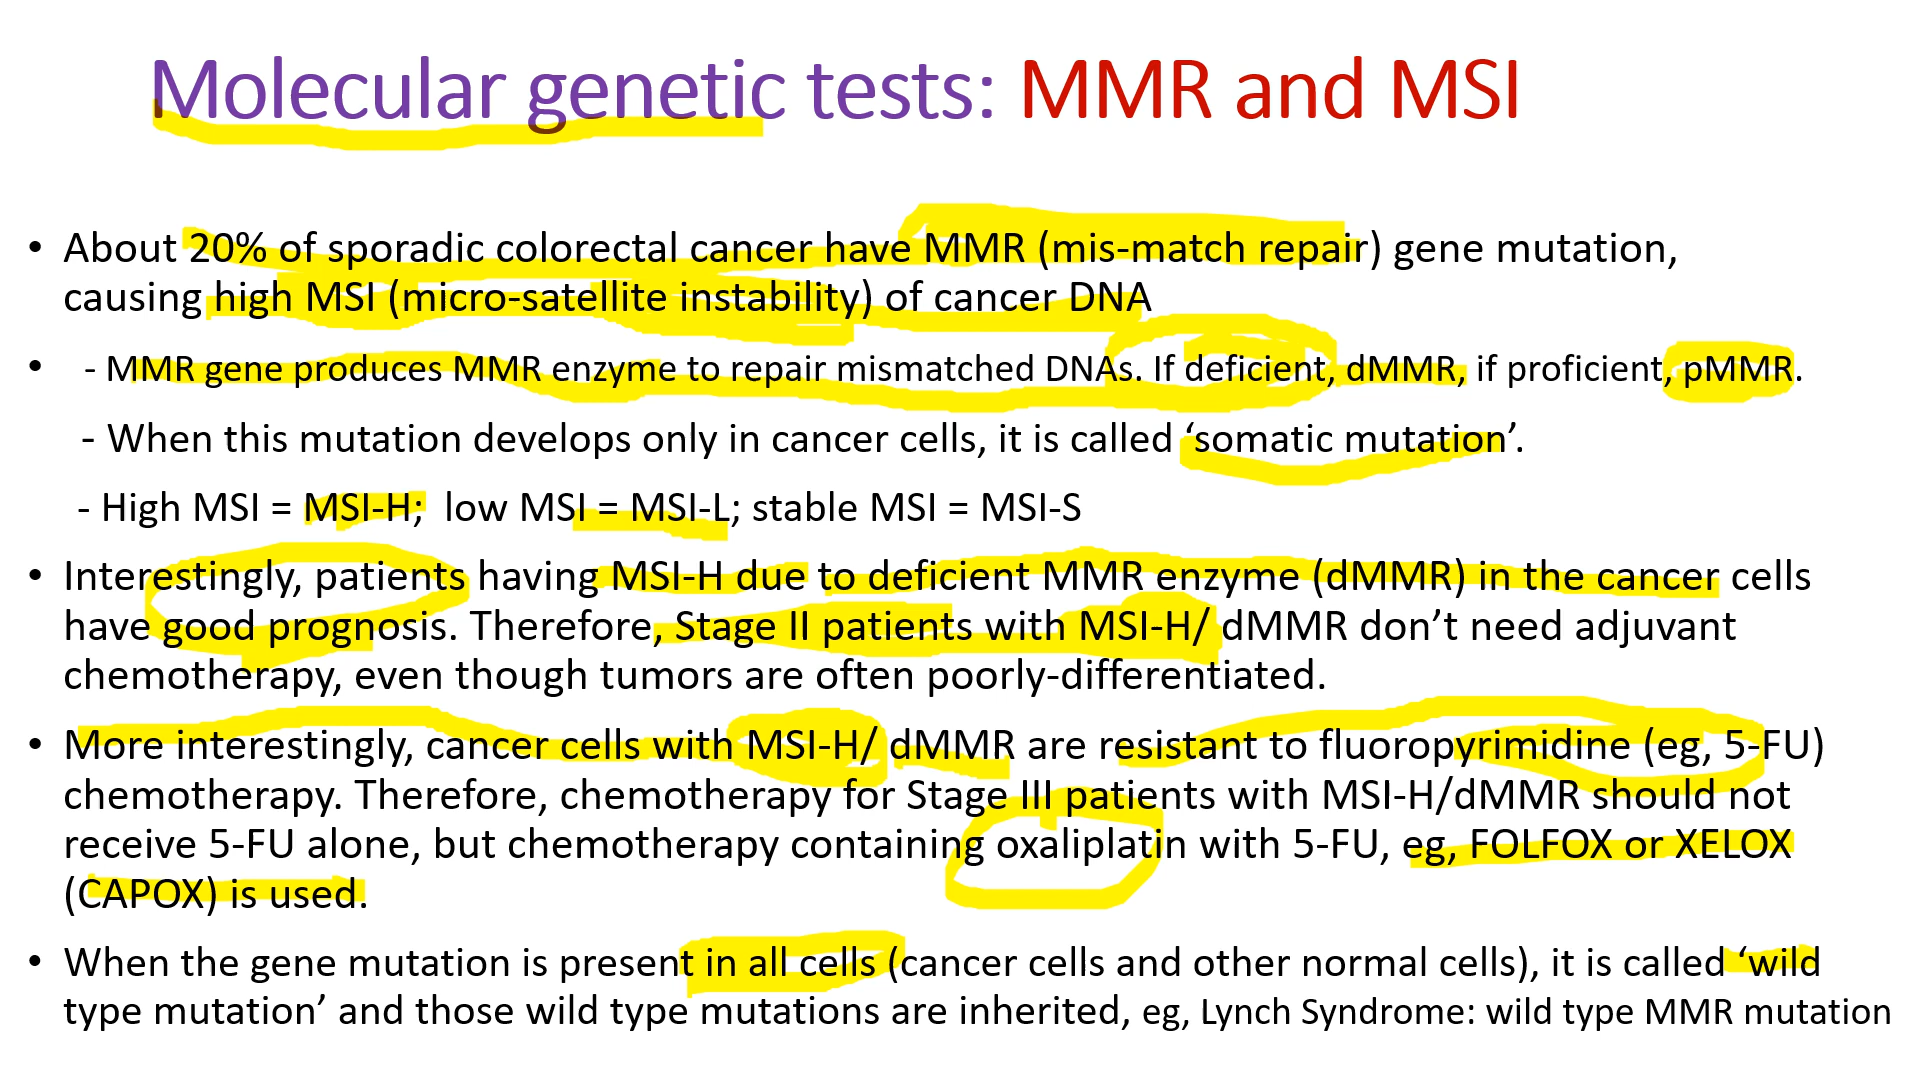 Molecular genetic tests: MMR and MSI
• About 20% of sporadic colorectal cancer have MMR (mis-match repair) gene mutation,
causing high MSI (micro-satellite instability) of cancer DNA
• - MMR gene produces MMR enzyme to repair mismatched DNAs. If deficient, dMMR, if proficient, pMMR.
- When this mutation develops only in cancer cells, it is called ‘somatic mutation’.
- High MSI = MSI-H; low MSI = MSI-L; stable MSI = MSI-S
• Interestingly, patients having MSI-H due to deficient MMR enzyme (dMMR) in the cancer cells
have good prognosis. Therefore, Stage II patients with MSI-H/ dMMR don’t need adjuvant
chemotherapy, even though tumors are often poorly-differentiated.
• More interestingly, cancer cells with MSI-H/ dMMR are resistant to fluoropyrimidine (eg, 5-FU)
chemotherapy. Therefore, chemotherapy for Stage III patients with MSI-H/dMMR should not
receive 5-FU alone, but chemotherapy containing oxaliplatin with 5-FU, eg, FOLFOX or XELOX
(CAPOX) is used.
• When the gene mutation is present in all cells (cancer cells and other normal cells), it is called ‘wild
type mutation’ and those wild type mutations are inherited, eg, Lynch Syndrome: wild type MMR mutation